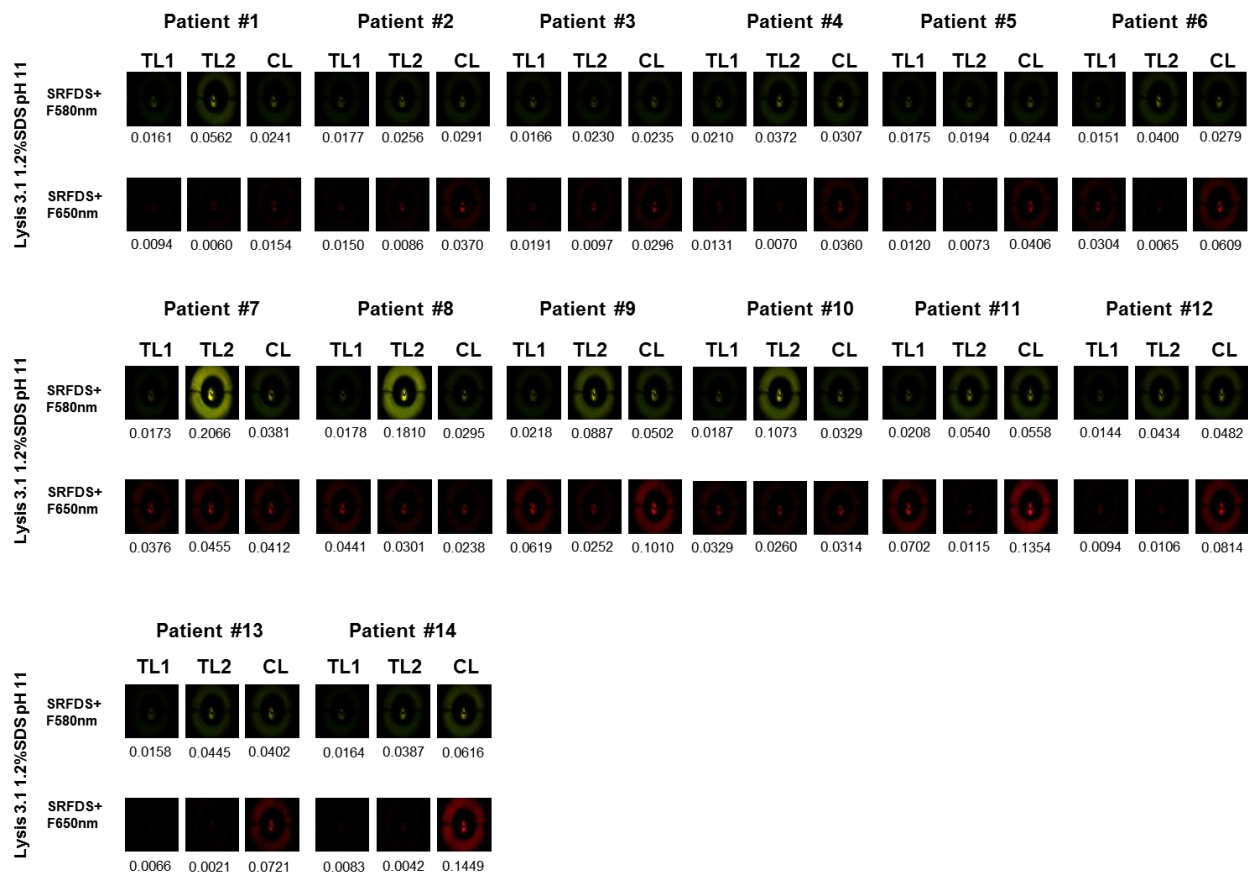 Patient #1 Patient #2 Patient #3 Patient #4 Patient #5 Patient #6
TL1 TL2 CL TL1 TL2 CL TL1 TL2 CL TL1 TL2 CL TL1 TL2 CL TL1 TL2 CL
Lysis 3.1 1.2%SDS pH 11
SRFDS+
F580nm
0.0161 0.0562 0.0241 0.0177 0.0256 0.0291 0.0166 0.0230 0.0235 0.0210 0.0372 0.0307 0.0175 0.0194 0.0244 0.0151 0.0400 0.0279
SRFDS+
F650nm
0.0094 0.0060 0.0154 0.0150 0.0086 0.0370 0.0191 0.0097 0.0296 0.0131 0.0070 0.0360 0.0120 0.0073 0.0406 0.0304 0.0065 0.0609
Patient #7 Patient #8 Patient #9 Patient #10 Patient #11 Patient #12
TL1 TL2 CL TL1 TL2 CL TL1 TL2 CL TL1 TL2 CL TL1 TL2 CL TL1 TL2 CL
Lysis 3.1 1.2%SDS pH 11
SRFDS+
F580nm
0.0173 0.2066 0.0381 0.0178 0.1810 0.0295 0.0218 0.0887 0.0502 0.0187 0.1073 0.0329 0.0208 0.0540 0.0558 0.0144 0.0434 0.0482
SRFDS+
F650nm
0.0376 0.0455 0.0412 0.0441 0.0301 0.0238 0.0619 0.0252 0.1010 0.0329 0.0260 0.0314 0.0702 0.0115 0.1354 0.0094 0.0106 0.0814
Patient #13 Patient #14
TL1 TL2 CL TL1 TL2 CL
Lysis 3.1 1.2%SDS pH 11
SRFDS+
F580nm
0.0158 0.0445 0.0402 0.0164 0.0387 0.0616
SRFDS+
F650nm
0.0066 0.0021 0.0721 0.0083 0.0042 0.1449